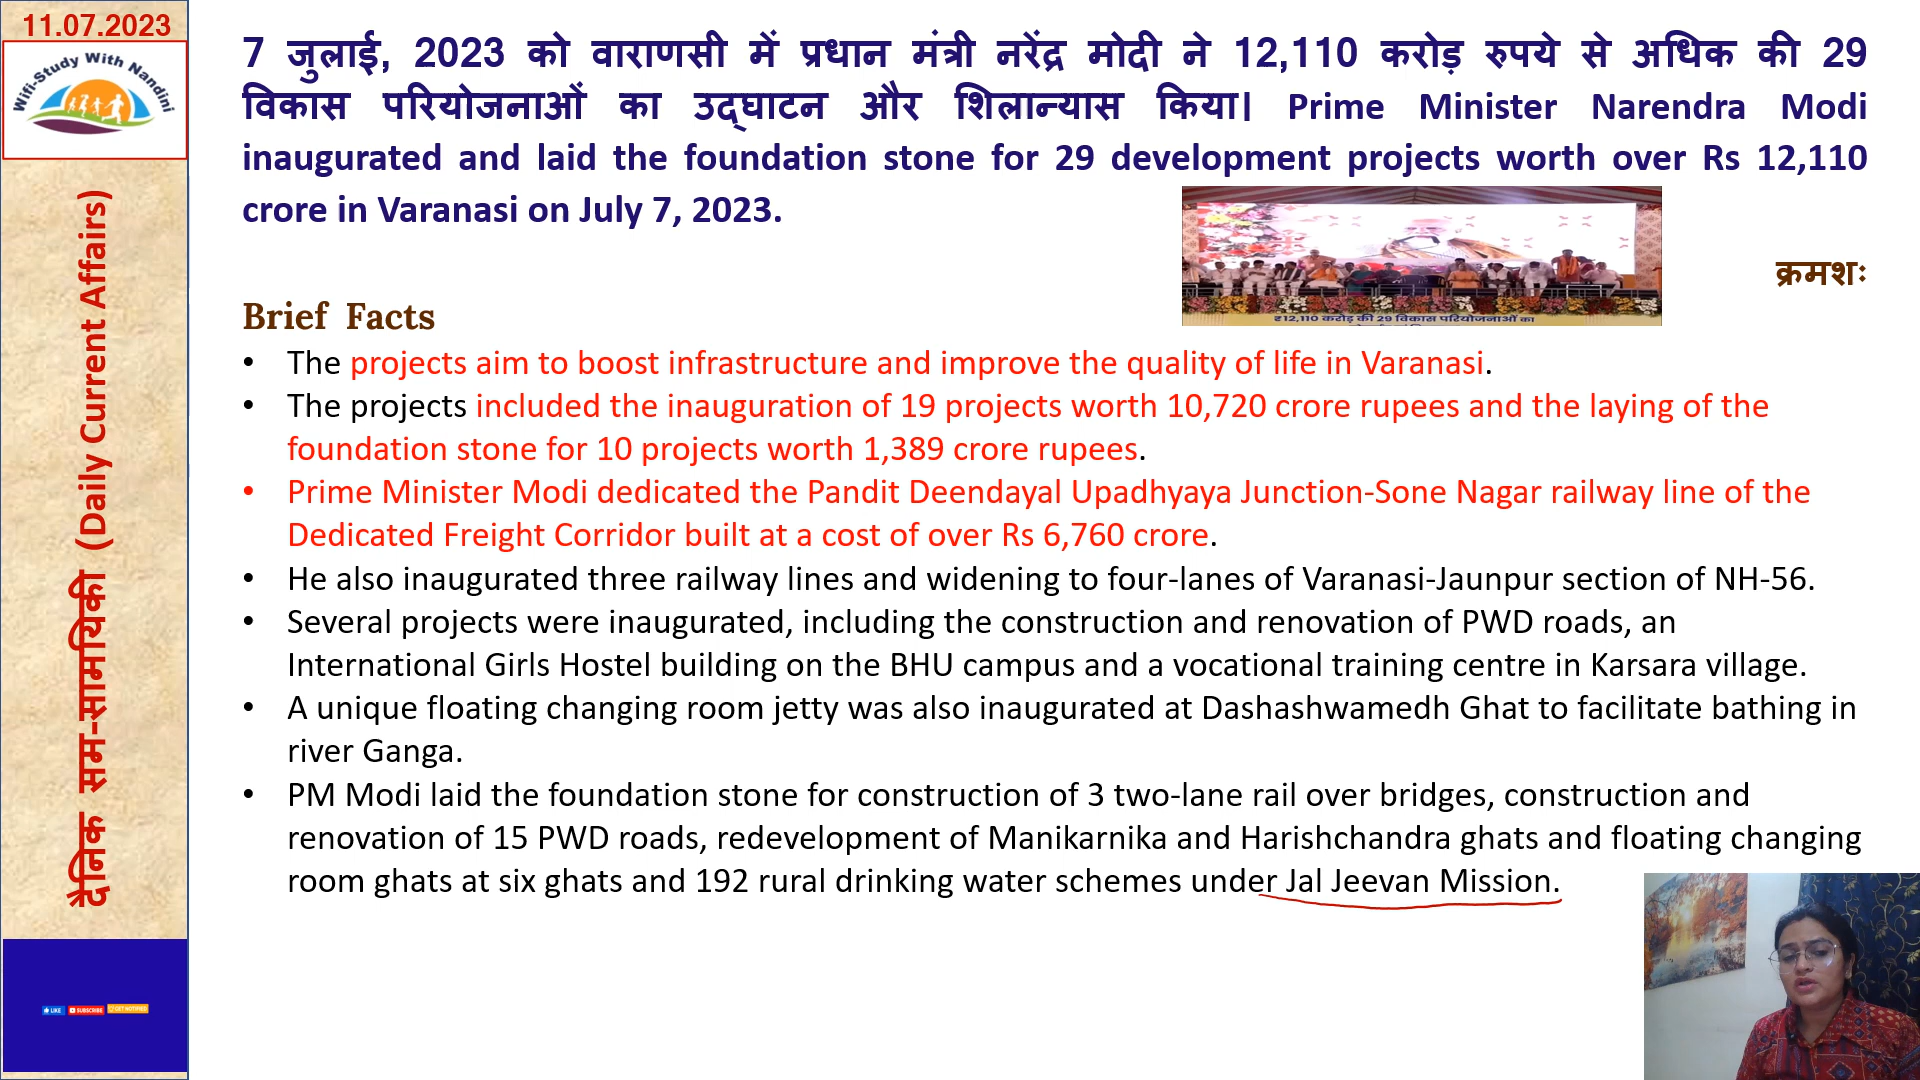 11.07.2023
Wifi-Study With Nandini
दैनिक सम-सामयिकी (Daily Current Affairs)
LIKE
SUBSCRIBE
GET NOTIFIED
7 जुलाई, 2023 को वाराणसी में प्रधान मंत्री नरेंद्र मोदी ने 12,110 करोड़ रुपये से अधिक की 29
विकास परियोजनाओं का उद्घाटन और शिलान्यास किया| Prime Minister Narendra Modi
inaugurated and laid the foundation stone for 29 development projects worth over Rs 12,110
crore in Varanasi on July 7, 2023.
₹12,110 करोड़ की 29 विकास परियोजनाओं का
क्रमशः
Brief Facts
• The projects aim to boost infrastructure and improve the quality of life in Varanasi.
• The projects included the inauguration of 19 projects worth 10,720 crore rupees and the laying of the
foundation stone for 10 projects worth 1,389 crore rupees.
• Prime Minister Modi dedicated the Pandit Deendayal Upadhyaya Junction-Sone Nagar railway line of the
Dedicated Freight Corridor built at a cost of over Rs 6,760 crore.
• He also inaugurated three railway lines and widening to four-lanes of Varanasi-Jaunpur section of NH-56.
• Several projects were inaugurated, including the construction and renovation of PWD roads, an
International Girls Hostel building on the BHU campus and a vocational training centre in Karsara village.
• A unique floating changing room jetty was also inaugurated at Dashashwamedh Ghat to facilitate bathing in
river Ganga.
• PM Modi laid the foundation stone for construction of 3 two-lane rail over bridges, construction and
renovation of 15 PWD roads, redevelopment of Manikarnika and Harishchandra ghats and floating changing
room ghats at six ghats and 192 rural drinking water schemes under Jal Jeevan Mission.